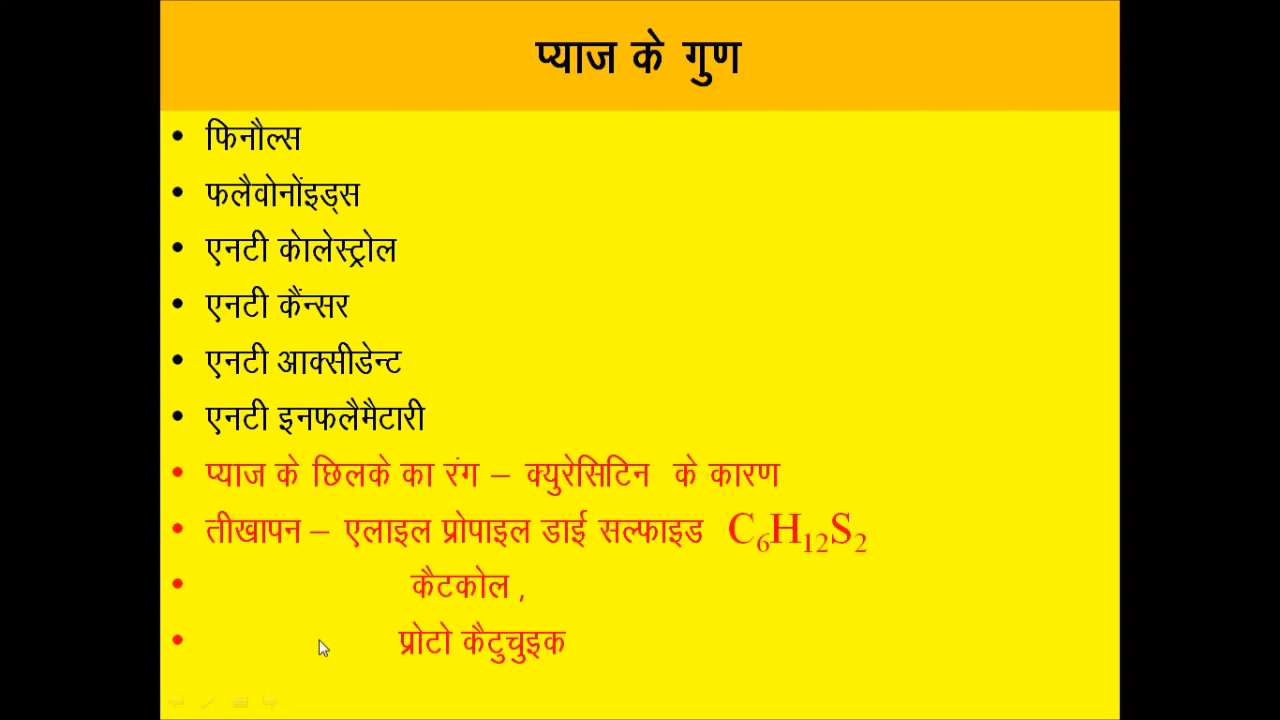 प्याज के गुण
• फिनौल्स
• फलैवोनोंइड्स
• एनटी कोलेस्ट्रोल
• एनटी कैंन्सर
• एनटी आक्सीडेन्ट
• एनटी इनफलैमैटारी
• प्याज के छिलके का रंग – क्युरेसिटिन के कारण
• तीखापन – एलाइल प्रोपाइल डाई सल्फाइड C₆H₁₂S₂
• कैटकोल ,
• प्रोटो कैटुचुइक